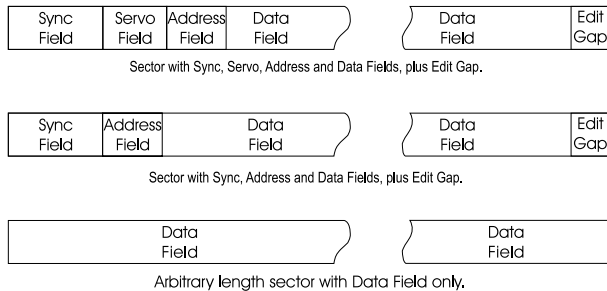 Sync Servo Address Data Data Edit
Field Field Field Field Field Gap
Sector with Sync, Servo, Address and Data Fields, plus Edit Gap.
Sync Address Data Data Edit
Field Field Field Field Gap
Sector with Sync, Address and Data Fields, plus Edit Gap.
Data Data
Field Field
Arbitrary length sector with Data Field only.